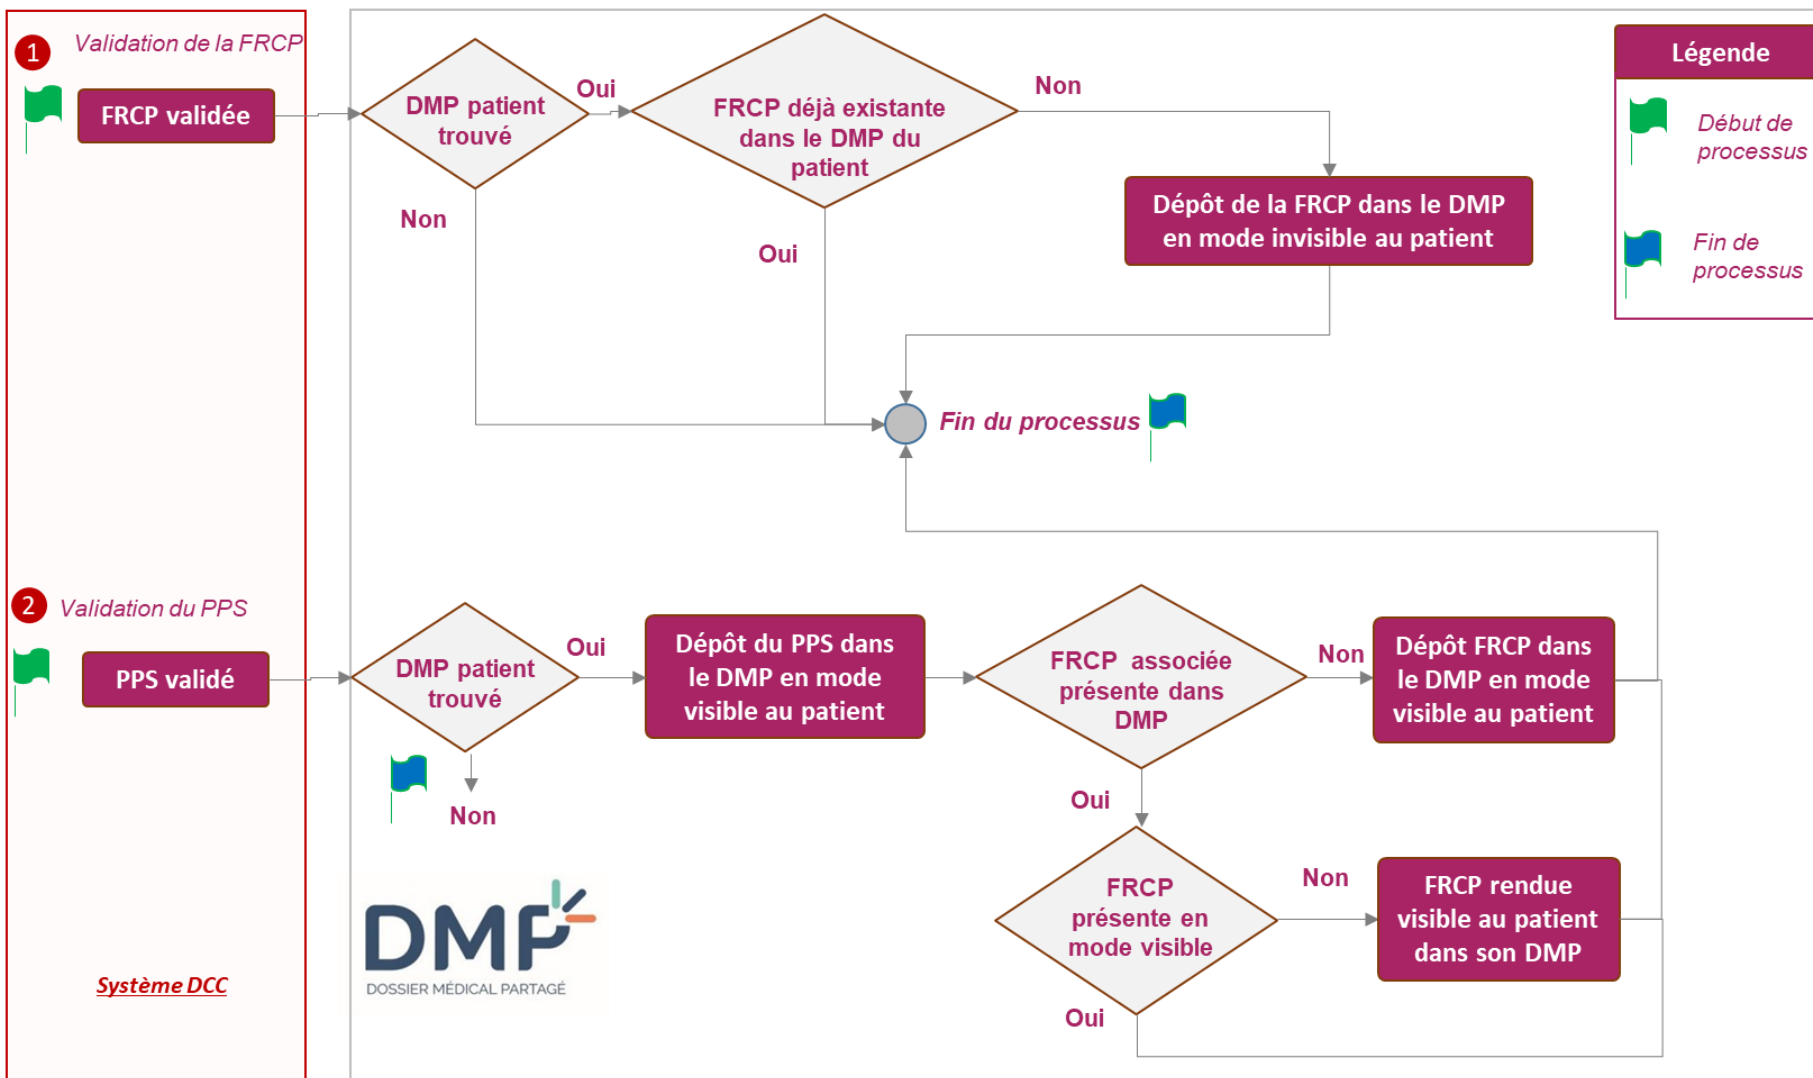 1
Validation de la FRCP
FRCP validée
DMP patient
trouvé
Oui
Non
FRCP déjà existante
dans le DMP du
patient
Non
Oui
Dépôt de la FRCP dans le DMP
en mode invisible au patient
Légende
Début de
processus
Fin de
processus
Fin du processus
2
Validation du PPS
PPS validé
DMP patient
trouvé
Oui
Non
Dépôt du PPS dans
le DMP en mode
visible au patient
FRCP associée
présente dans
DMP
Non
Dépôt FRCP dans
le DMP en mode
visible au patient
Oui
FRCP
présente en
mode visible
Non
FRCP rendue
visible au patient
dans son DMP
Oui
DMP
DOSSIER MÉDICAL PARTAGÉ
Système DCC